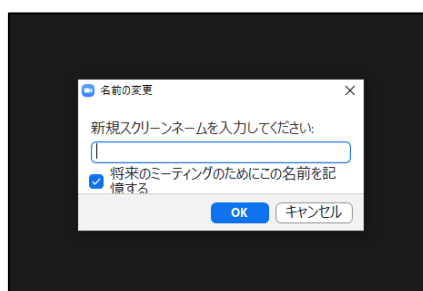 名前の変更
新規スクリーンネームを入力してください:
将来のミーティングのためにこの名前を記
憶する
OK キャンセル